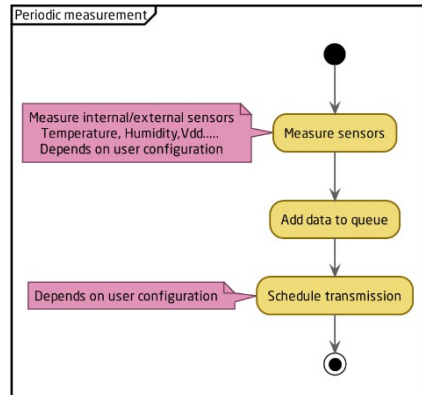 Periodic measurement
Measure internal/external sensors
Temperature, Humidity,Vdd.....
Depends on user configuration
Measure sensors
Add data to queue
Depends on user configuration
Schedule transmission